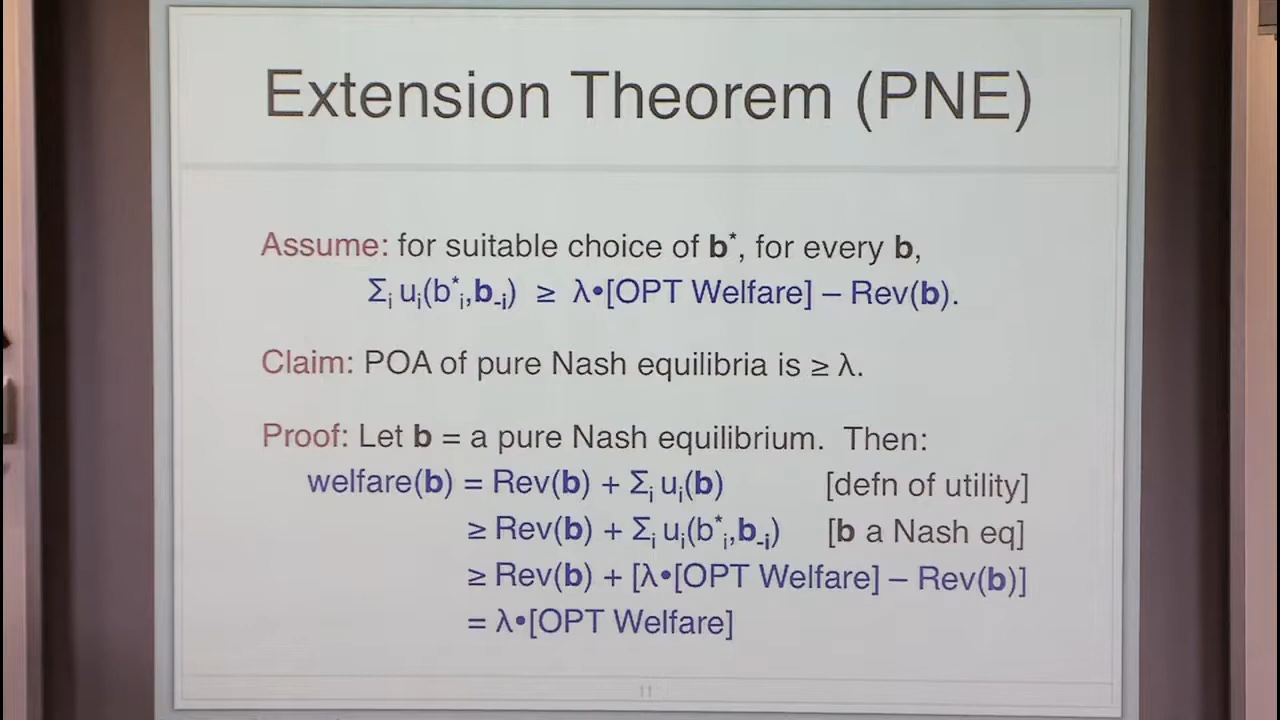 Extension Theorem (PNE)
Assume: for suitable choice of b*, for every b,
Σi ui(b*i,b-i) ≥ λ•[OPT Welfare] – Rev(b).
Claim: POA of pure Nash equilibria is ≥ λ.
Proof: Let b = a pure Nash equilibrium. Then:
welfare(b) = Rev(b) + Σi ui(b) [defn of utility]
≥ Rev(b) + Σi ui(b*i,b-i) [b a Nash eq]
≥ Rev(b) + [λ•[OPT Welfare] – Rev(b)]
= λ•[OPT Welfare]
11